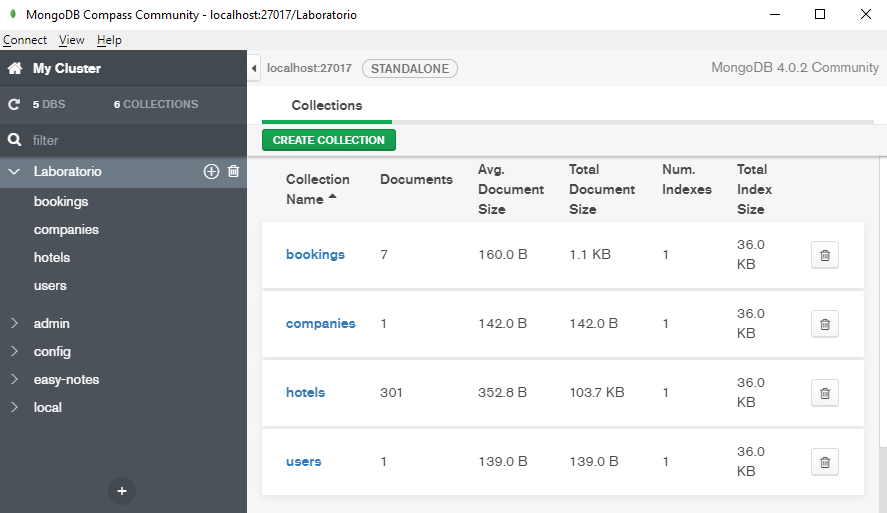 MongoDB Compass Community - localhost:27017/Laboratorio
Connect View Help
My Cluster
5 DBS 6 COLLECTIONS
filter
Laboratorio
bookings
companies
hotels
users
admin
config
easy-notes
local
localhost:27017 STANDALONE MongoDB 4.0.2 Community
Collections
CREATE COLLECTION
Collection Name Documents Avg. Document Size Total Document Size Num. Indexes Total Index Size
bookings 7 160.0 B 1.1 KB 1 36.0 KB
companies 1 142.0 B 142.0 B 1 36.0 KB
hotels 301 352.8 B 103.7 KB 1 36.0 KB
users 1 139.0 B 139.0 B 1 36.0 KB